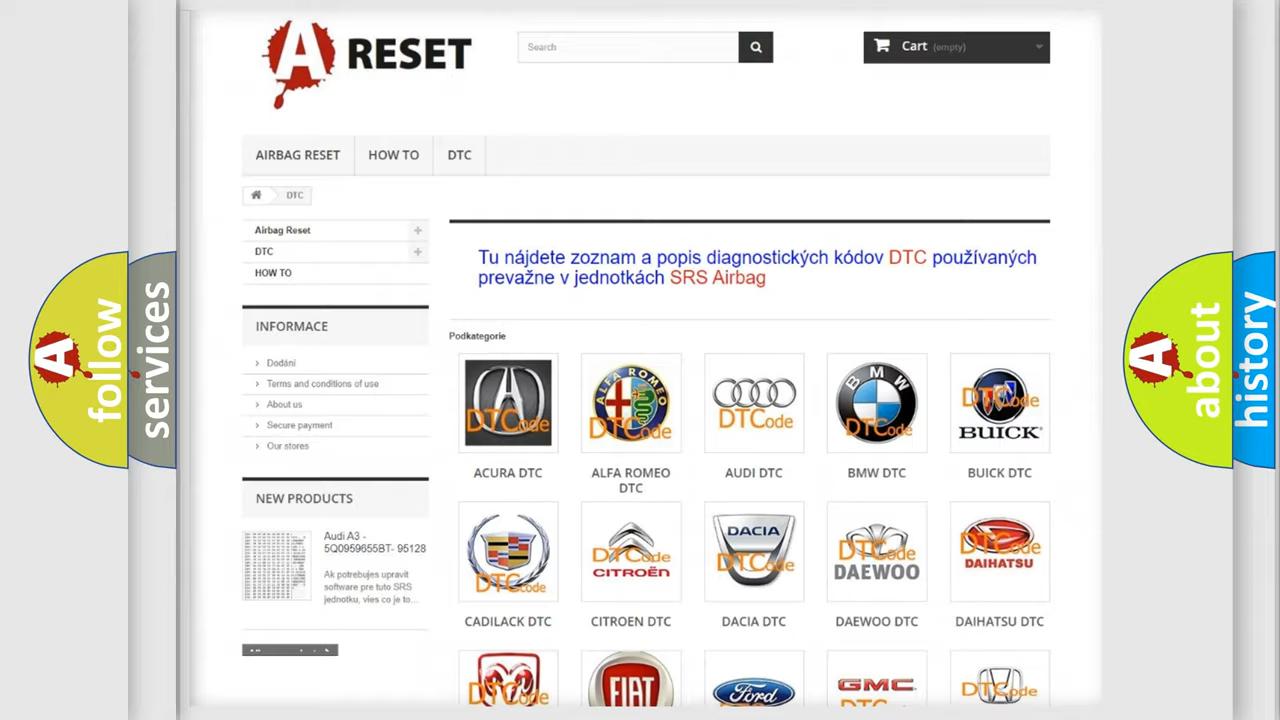 A RESET
Search
Cart (empty)
AIRBAG RESET
HOW TO
DTC
DTC
Airbag Reset
DTC
HOW TO
INFORMACE
Dodání
Terms and conditions of use
About us
Secure payment
Our stores
NEW PRODUCTS
Audi A3 -
5Q0959655BT- 95128
Ak potrebujes upravit
software pre tuto SRS
jednotku, vies co je to...
Tu nájdete zoznam a popis diagnostických kódov DTC používaných
prevažne v jednotkách SRS Airbag
Podkategorie
DTCode
ALFA ROMEO
DTCode
DTCode
BMW
DTCode
DTCode
BUICK
ACURA DTC
ALFA ROMEO
DTC
AUDI DTC
BMW DTC
BUICK DTC
DTCode
DTCode
CITROËN
DACIA
DTCode
DTCode
DAEWOO
DTCode
DAIHATSU
CADILACK DTC
CITROEN DTC
DACIA DTC
DAEWOO DTC
DAIHATSU DTC
DTCode
FIAT
Ford
GMC
DTCode
A follow
services
A about
history